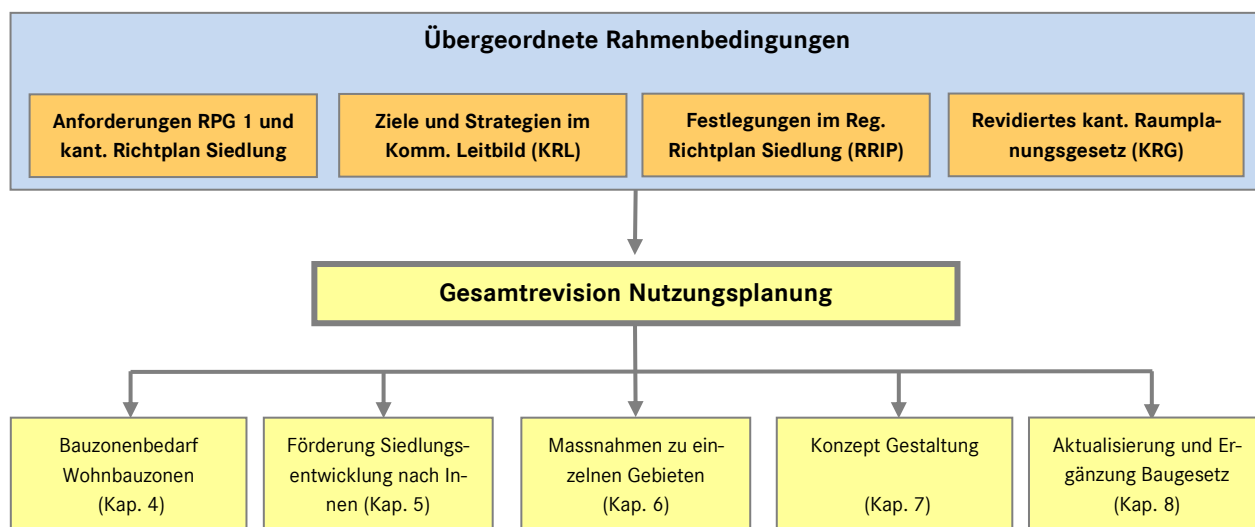 Übergeordnete Rahmenbedingungen
Anforderungen RPG 1 und
kant. Richtplan Siedlung
Ziele und Strategien im
Komm. Leitbild (KRL)
Festlegungen im Reg.
Richtplan Siedlung (RRIP)
Revidiertes kant. Raumpla-
nungsgesetz (KRG)
Gesamtrevision Nutzungsplanung
Bauzonenbedarf
Wohnbauzonen
(Kap. 4)
Förderung Siedlungs-
entwicklung nach In-
nen (Kap. 5)
Massnahmen zu ein-
zelnen Gebieten
(Kap. 6)
Konzept Gestaltung
(Kap. 7)
Aktualisierung und Er-
gänzung Baugesetz
(Kap. 8)